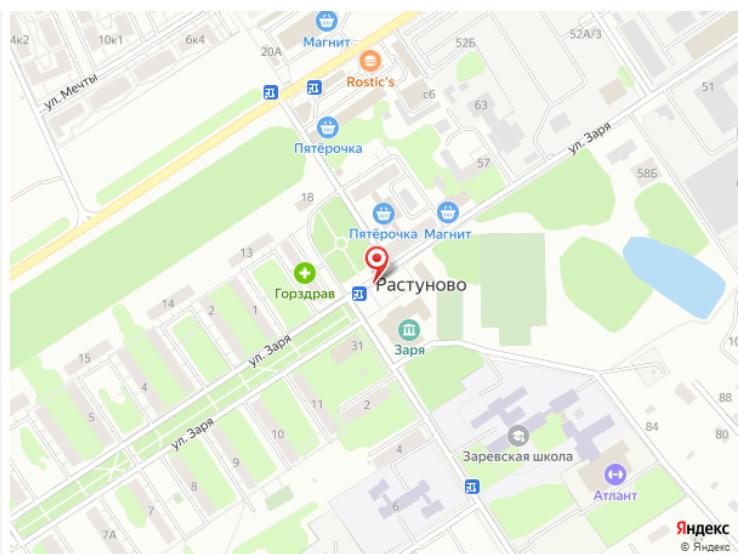 4к2
10к1
6к4
20А
Магнит
52Б
52А/3
Rostic's
ул. Мечты
с6
63
51
Пятёрочка
ул. Заря
57
58Б
18
Пятёрочка
Магнит
13
Горздрав
Растуново
14
2
1
ул. Заря
Заря
15
4
31
5
11
2
88
ул. Заря
10
84
80
9
4
Заревская школа
8
Атлант
7А
6
Яндекс
© Яндекс